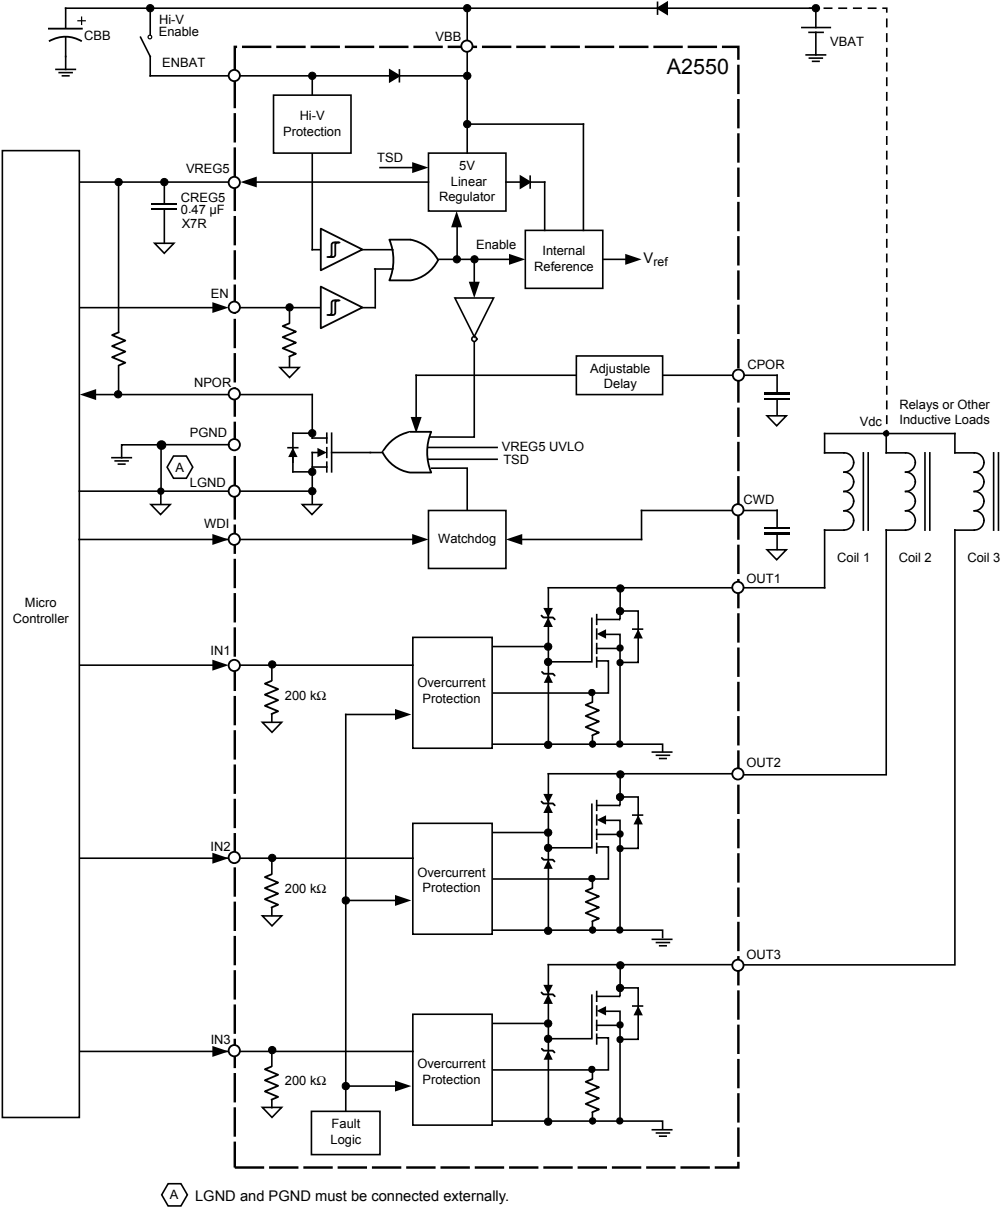 Hi-V
Enable
CBB
VBB
VBAT
ENBAT
A2550
Hi-V
Protection
TSD
5V
Linear
Regulator
VREG5
CREG5
0.47 µF
X7R
Enable
Internal
Reference
Vref
EN
Adjustable
Delay
CPOR
NPOR
Relays or Other
Inductive Loads
Vdc
PGND
VREG5 UVLO
TSD
A
LGND
CWD
WDI
Watchdog
Coil 1
Coil 2
Coil 3
OUT1
Micro
Controller
IN1
Overcurrent
Protection
200 kΩ
OUT2
IN2
Overcurrent
Protection
200 kΩ
OUT3
IN3
Overcurrent
Protection
200 kΩ
Fault
Logic
A LGND and PGND must be connected externally.